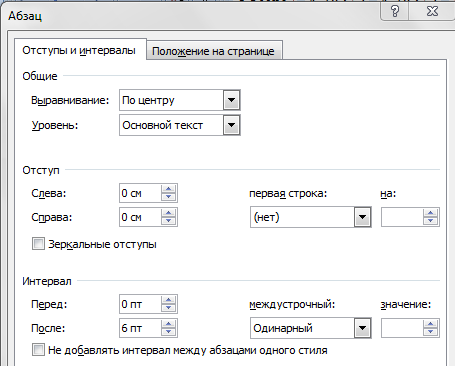 Абзац
Отступы и интервалы Положение на странице
Общие
Выравнивание: По центру
Уровень: Основной текст
Отступ
Слева: 0 см первая строка: на:
Справа: 0 см (нет)
Зеркальные отступы
Интервал
Перед: 0 пт междустрочный: значение:
После: 6 пт Одинарный
Не добавлять интервал между абзацами одного стиля